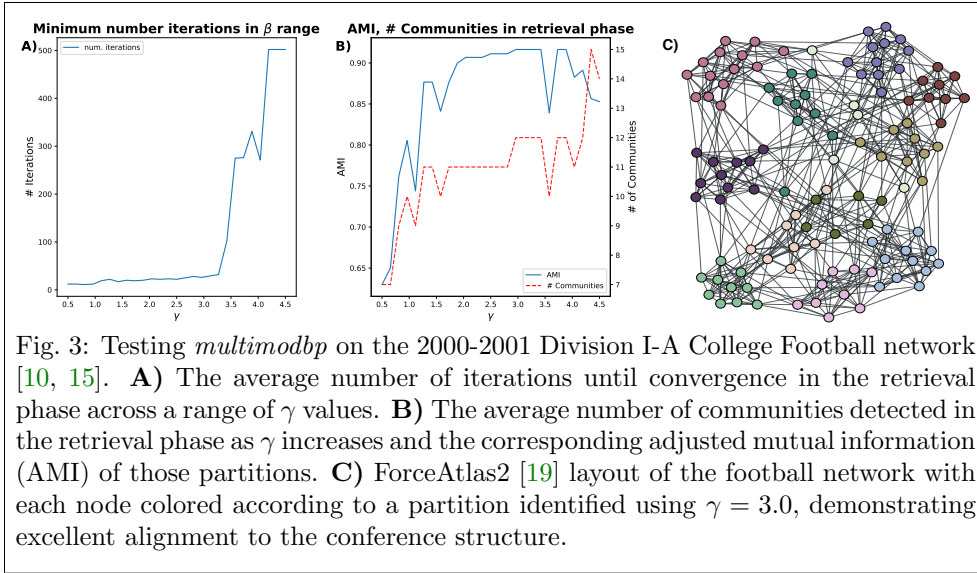 Minimum number iterations in β range
A)
num. iterations
500
400
300
200
100
0
# Iterations
0.5 1.0 1.5 2.0 2.5 3.0 3.5 4.0 4.5
γ
AMI, # Communities in retrieval phase
B)
0.90
0.85
0.80
0.75
0.70
0.65
AMI
15
14
13
12
11
10
9
8
7
# of Communities
AMI
# Communities
0.5 1.0 1.5 2.0 2.5 3.0 3.5 4.0 4.5
γ
C)
Fig. 3: Testing multimodbp on the 2000-2001 Division I-A College Football network
[10, 15]. A) The average number of iterations until convergence in the retrieval
phase across a range of γ values. B) The average number of communities detected in
the retrieval phase as γ increases and the corresponding adjusted mutual information
(AMI) of those partitions. C) ForceAtlas2 [19] layout of the football network with
each node colored according to a partition identified using γ = 3.0, demonstrating
excellent alignment to the conference structure.